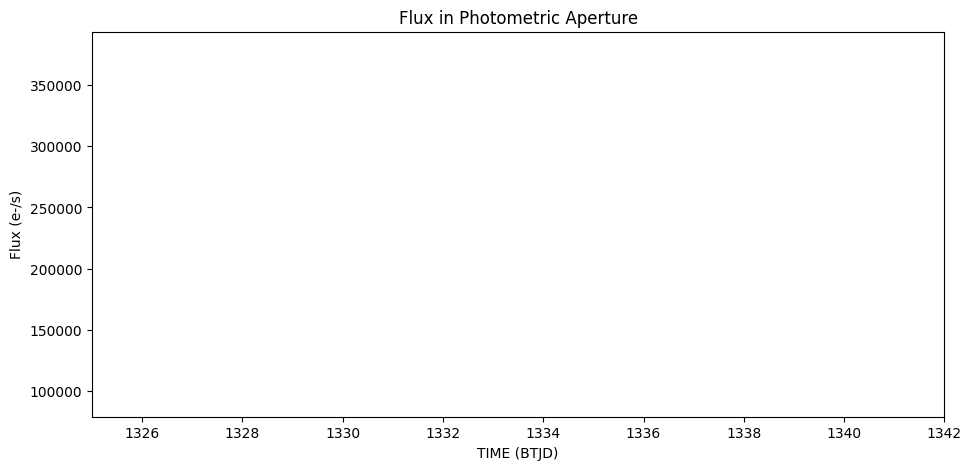 Flux in Photometric Aperture
350000
300000
250000
200000
150000
100000
Flux (e-/s)
1326 1328 1330 1332 1334 1336 1338 1340 1342
TIME (BTJD)